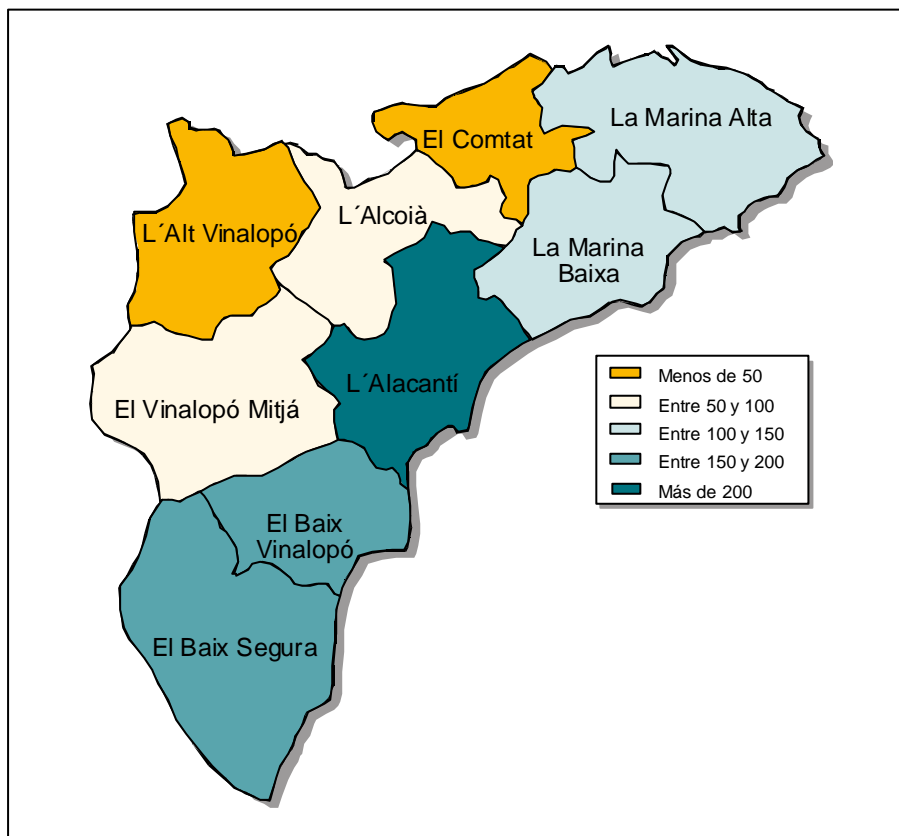 La Marina Alta
El Comtat
L´Alcoià
L´Alt Vinalopó
La Marina
Baixa
L´Alacantí
El Vinalopó Mitjá
El Baix
Vinalopó
El Baix Segura
Menos de 50
Entre 50 y 100
Entre 100 y 150
Entre 150 y 200
Más de 200